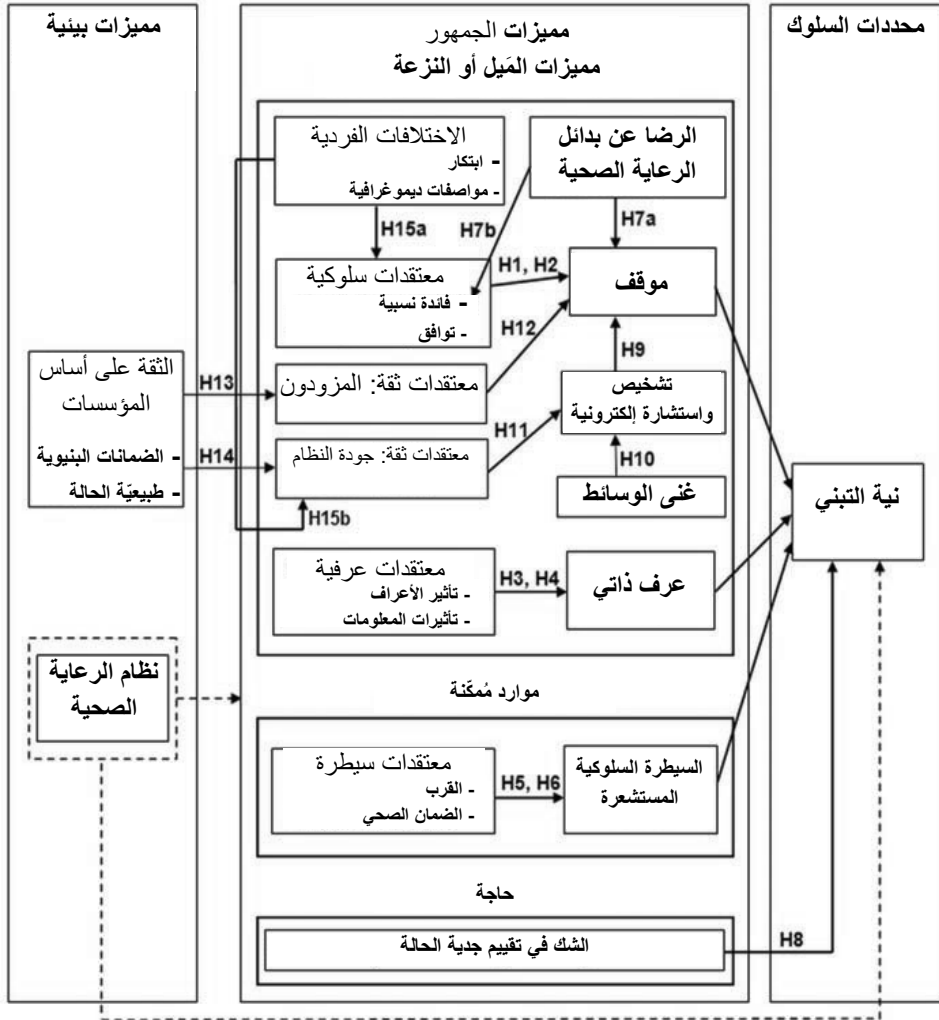 مميزات بيئية
مميزات الجمهور
مميزات المَيل أو النزعة
محددات السلوك
الاختلافات الفردية
- ابتكار
- مواصفات ديموغرافية
الرضا عن بدائل
الرعاية الصحية
H15a
H7b
H7a
معتقدات سلوكية
- فائدة نسبية
- توافق
H1, H2
موقف
H12
H9
الثقة على أساس
المؤسسات
- الضمانات البنيوية
- طبيعيّة الحالة
H13
معتقدات ثقة: المزودون
تشخيص
واستشارة إلكترونية
H11
H14
معتقدات ثقة: جودة النظام
H10
غنى الوسائط
H15b
نية التبني
معتقدات عرفية
- تأثير الأعراف
- تأثيرات المعلومات
H3, H4
عرف ذاتي
نظام الرعاية
الصحية
موارد مُمكّنة
معتقدات سيطرة
- القرب
- الضمان الصحي
H5, H6
السيطرة السلوكية
المستشعرة
حاجة
الشك في تقييم جدية الحالة
H8